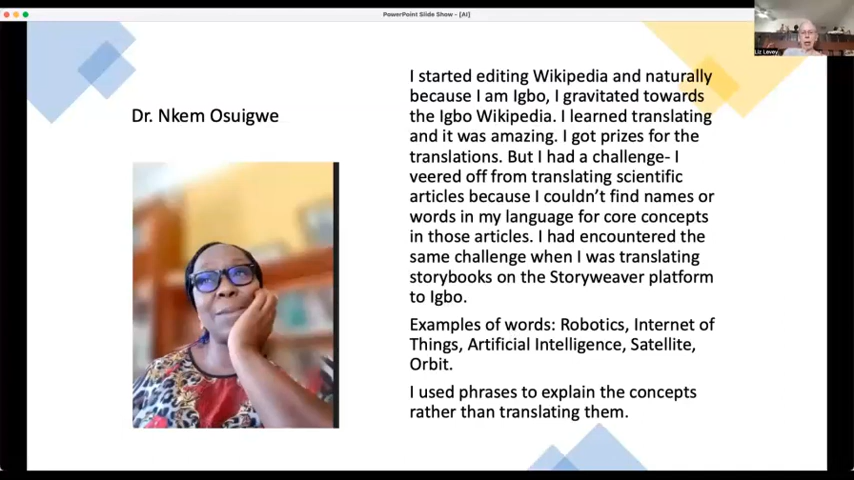 PowerPoint Slide Show - [AI]
Liz Levey
Dr. Nkem Osuigwe
I started editing Wikipedia and naturally
because I am Igbo, I gravitated towards
the Igbo Wikipedia. I learned translating
and it was amazing. I got prizes for the
translations. But I had a challenge- I
veered off from translating scientific
articles because I couldn’t find names or
words in my language for core concepts
in those articles. I had encountered the
same challenge when I was translating
storybooks on the Storyweaver platform
to Igbo.
Examples of words: Robotics, Internet of
Things, Artificial Intelligence, Satellite,
Orbit.
I used phrases to explain the concepts
rather than translating them.